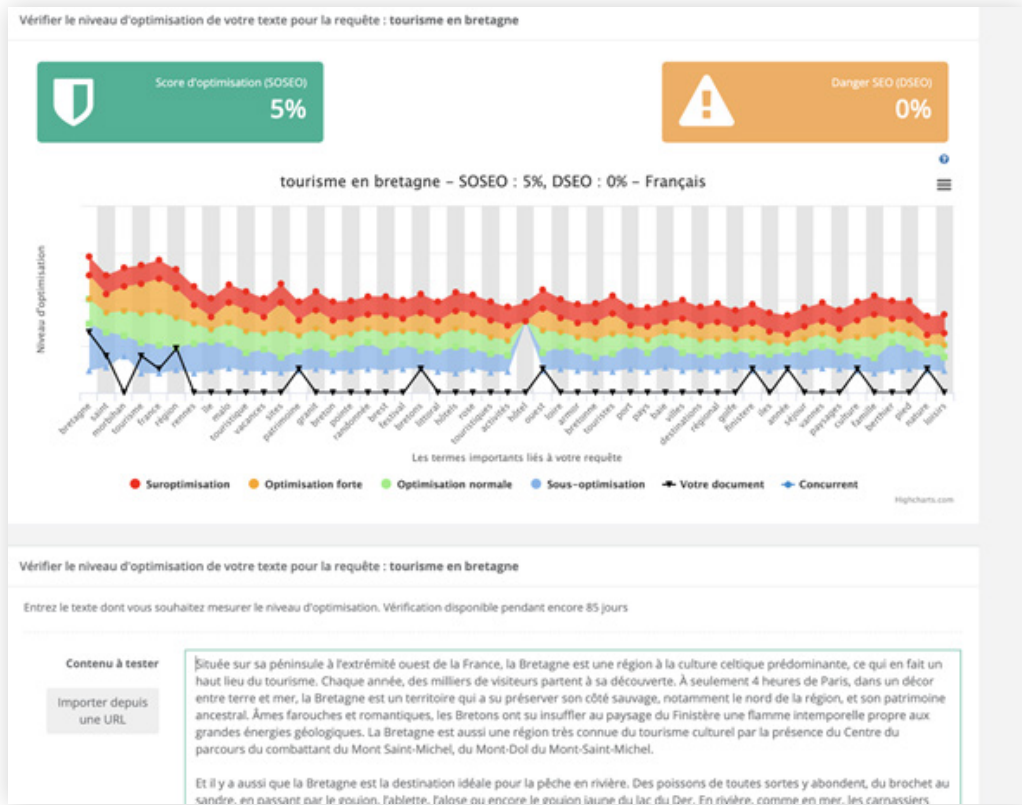 Vérifier le niveau d'optimisation de votre texte pour la requête : tourisme en bretagne
Score d'optimisation (SOSEO)
5%
Danger SEO (DSEO)
0%
tourisme en bretagne – SOSEO : 5%, DSEO : 0% – Français
Niveau d'optimisation
bretagne
saint
morbihan
tourisme
france
région
rennes
île
malo
touristique
vacances
sites
patrimoine
granit
breton
pointe
randonnée
brest
festival
bretons
littoral
hôtels
rose
touristiques
activités
hôtel
ouest
loire
armor
bretonne
touristes
port
pays
baie
villes
destinations
régional
golfe
finistère
îles
année
séjour
vannes
paysages
culture
famille
berthier
pied
nature
loisirs
Les termes importants liés à votre requête
Suroptimisation
Optimisation forte
Optimisation normale
Sous-optimisation
Votre document
Concurrent
Highcharts.com
Vérifier le niveau d'optimisation de votre texte pour la requête : tourisme en bretagne
Entrez le texte dont vous souhaitez mesurer le niveau d'optimisation. Vérification disponible pendant encore 85 jours
Contenu à tester
Importer depuis
une URL
Située sur sa péninsule à l'extrémité ouest de la France, la Bretagne est une région à la culture celtique prédominante, ce qui en fait un
haut lieu du tourisme. Chaque année, des milliers de visiteurs partent à sa découverte. À seulement 4 heures de Paris, dans un décor
entre terre et mer, la Bretagne est un territoire qui a su préserver son côté sauvage, notamment le nord de la région, et son patrimoine
ancestral. Âmes farouches et romantiques, les Bretons ont su insuffler au paysage du Finistère une flamme intemporelle propre aux
grandes énergies géologiques. La Bretagne est aussi une région très connue du tourisme culturel par la présence du Centre du
parcours du combattant du Mont Saint-Michel, du Mont-Dol du Mont-Saint-Michel.
Et il y a aussi que la Bretagne est la destination idéale pour la pêche en rivière. Des poissons de toutes sortes y abondent, du brochet au
sandre, en passant par le goujon, l'ablette, l'alose ou encore le goujon jaune du lac du Der. En rivière, comme en mer, les carnassiers